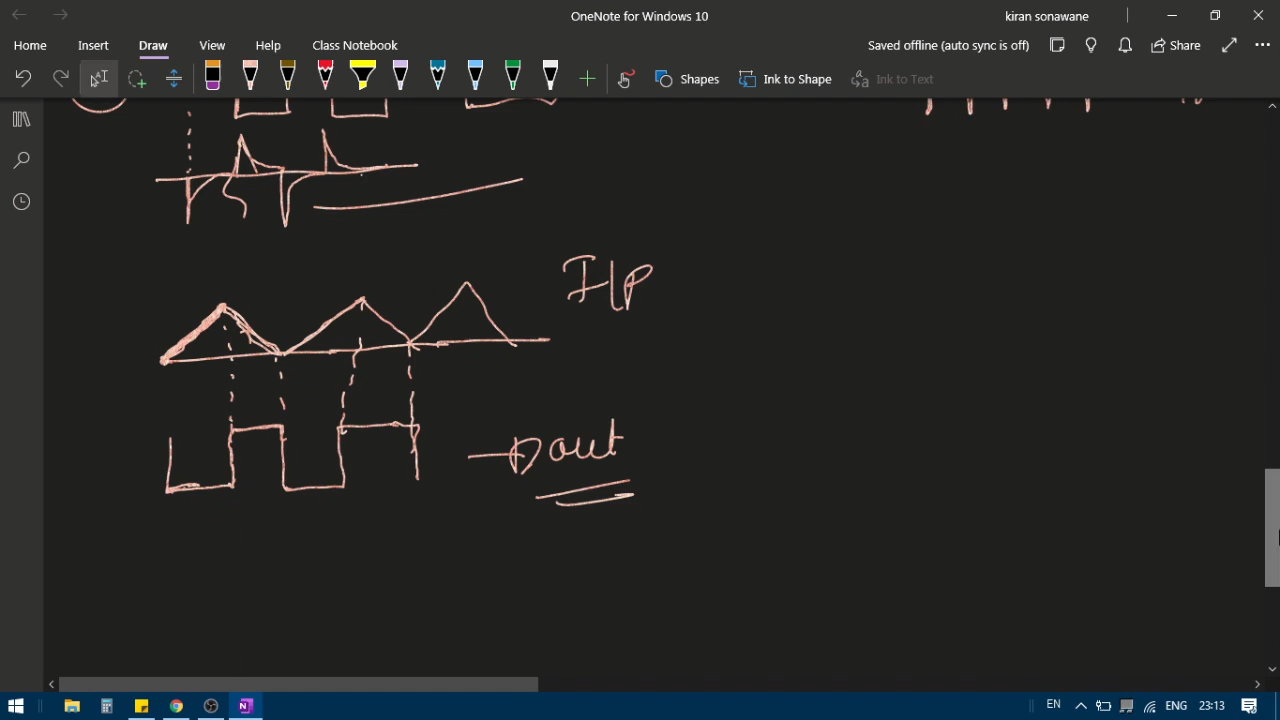 OneNote for Windows 10
kiran sonawane
Home Insert Draw View Help Class Notebook
Saved offline (auto sync is off) Share
Shapes Ink to Shape Ink to Text
I/P
out
EN ENG 23:13